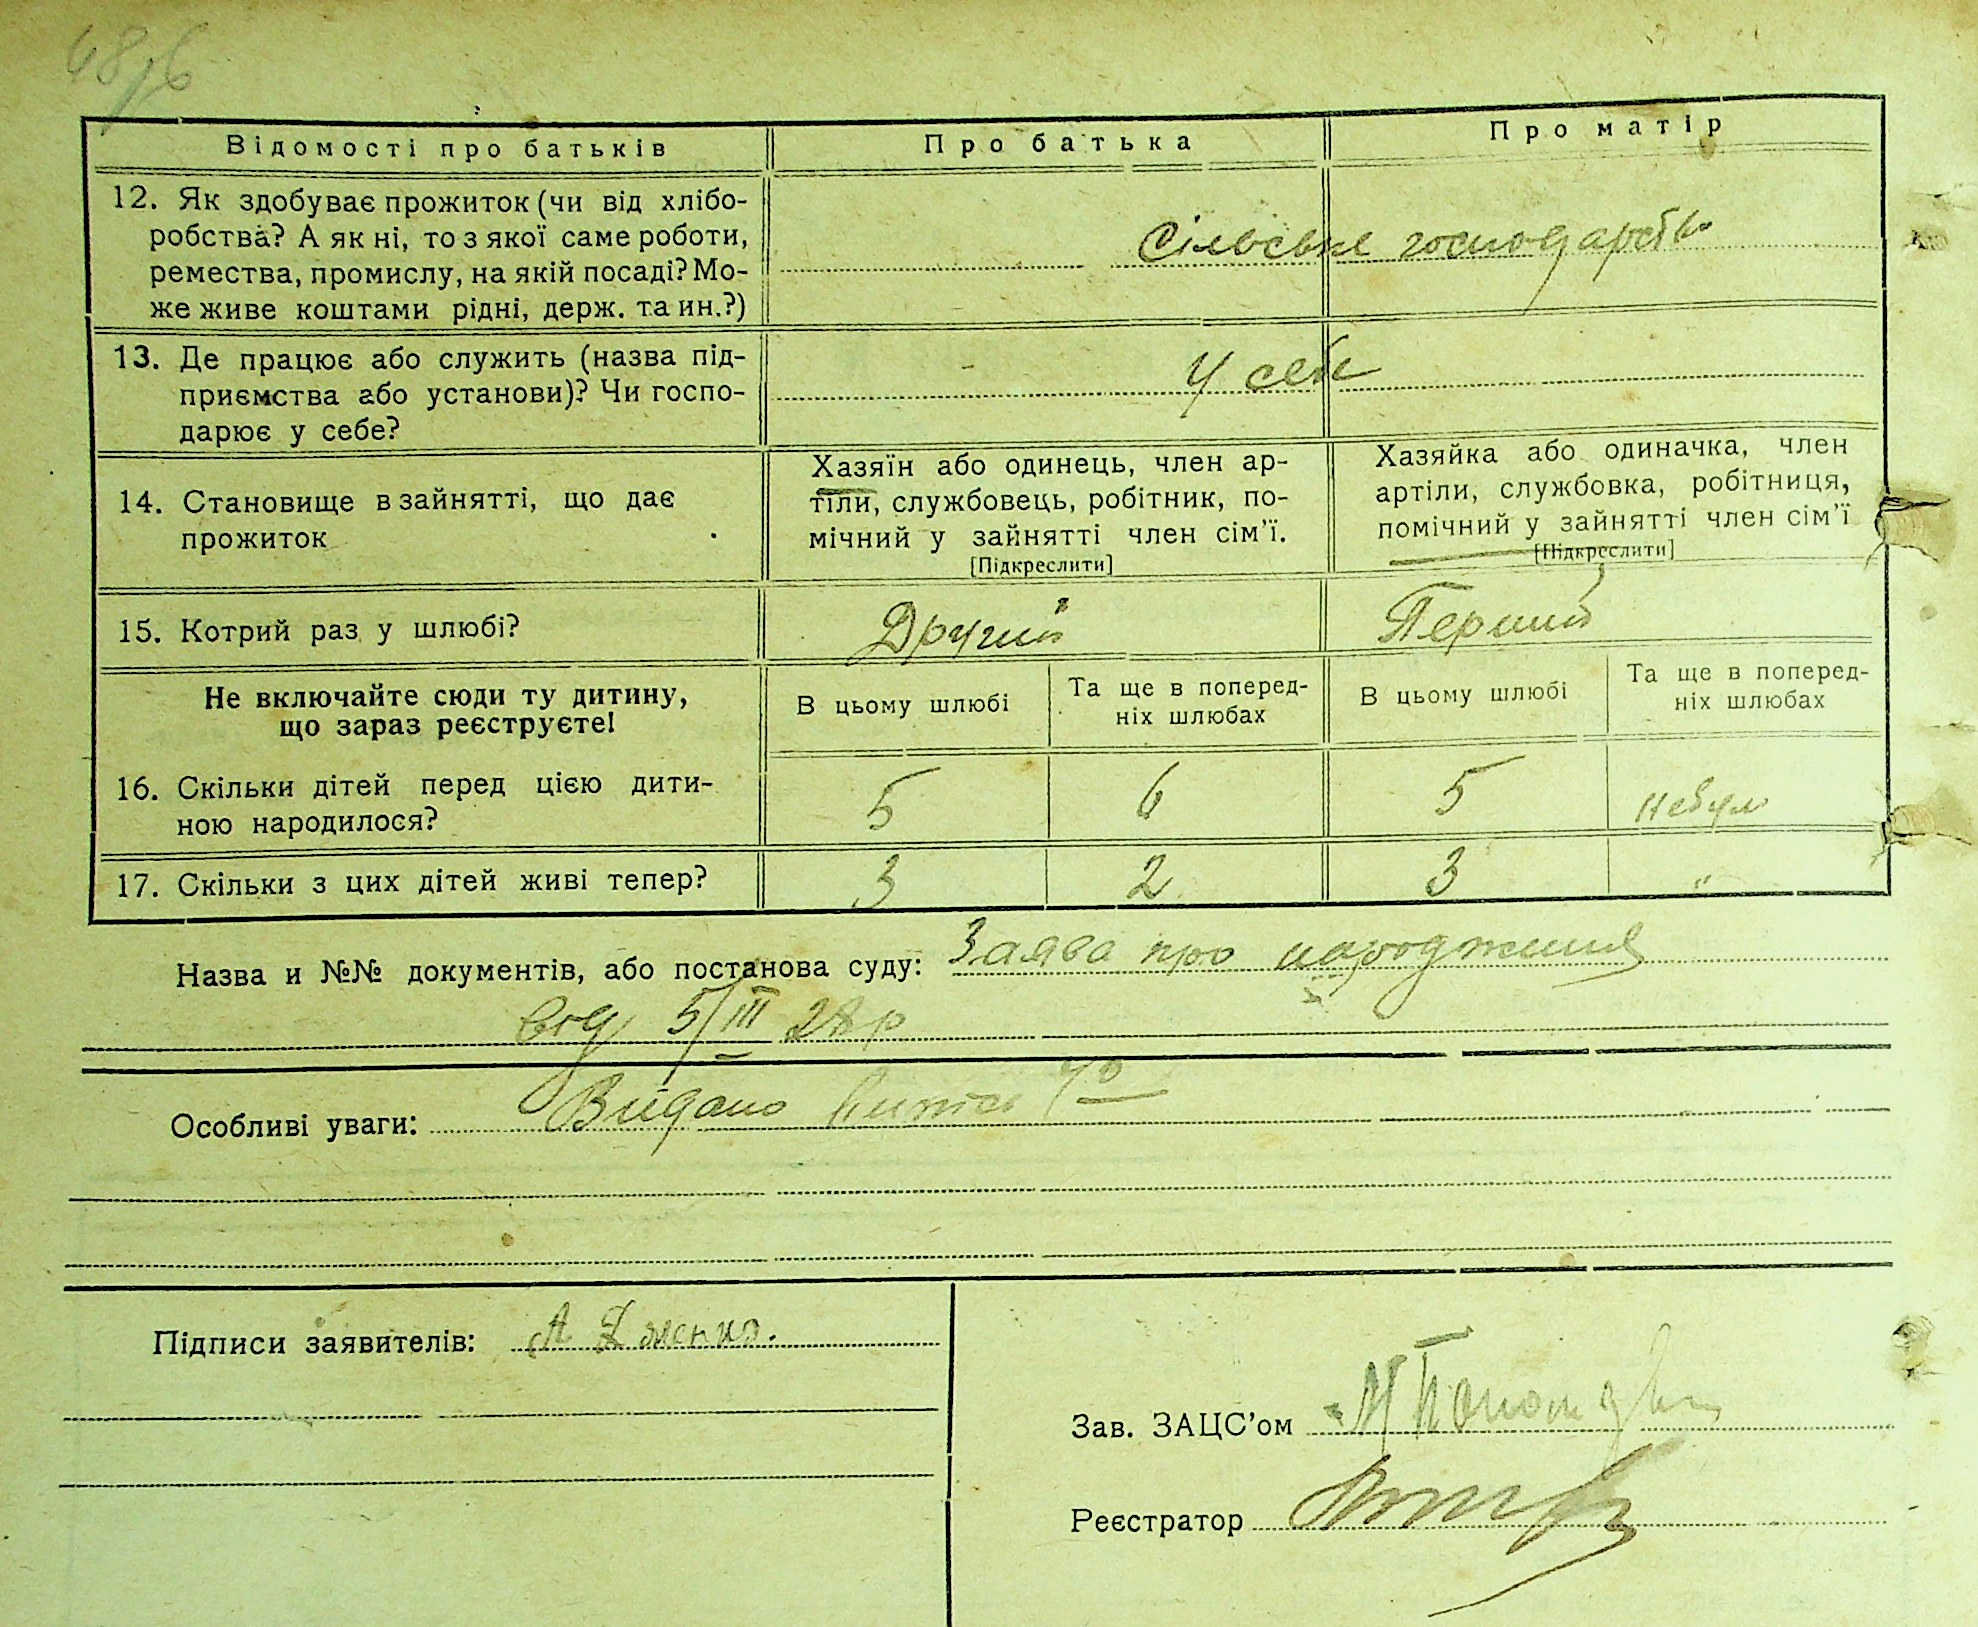 Відомості про батьків
Про батька
Про матір
12. Як здобуває прожиток (чи від хлібо-
робства? А як ні, то з якої саме роботи,
ремества, промислу, на якій посаді? Мо-
же живе коштами рідні, держ. та ин.?)
Сільське господарство
13. Де працює або служить (назва під-
приємства або установи)? Чи госпо-
дарює у себе?
У себе
14. Становище в зайнятті, що дає
прожиток
Хазяїн або одинець, член ар-
тіли, службовець, робітник, по-
мічний у зайнятті член сім'ї.
[Підкреслити]
Хазяйка або одиначка, член
артіли, службовка, робітниця,
помічний у зайнятті член сім'ї
[Підкреслити]
15. Котрий раз у шлюбі?
Другий
Перший
Не включайте сюди ту дитину,
що зараз реєструєте!
В цьому шлюбі
Та ще в поперед-
ніх шлюбах
В цьому шлюбі
Та ще в поперед-
ніх шлюбах
16. Скільки дітей перед цією дити-
ною народилося?
5
6
5
небуло
17. Скільки з цих дітей живі тепер?
3
2
3
"
Назва и №№ документів, або постанова суду: Заява про народження
від 5/III 28 р
Особливі уваги: Видано
Підписи заявителів: А
Зав. ЗАЦС'ом
Реєстратор